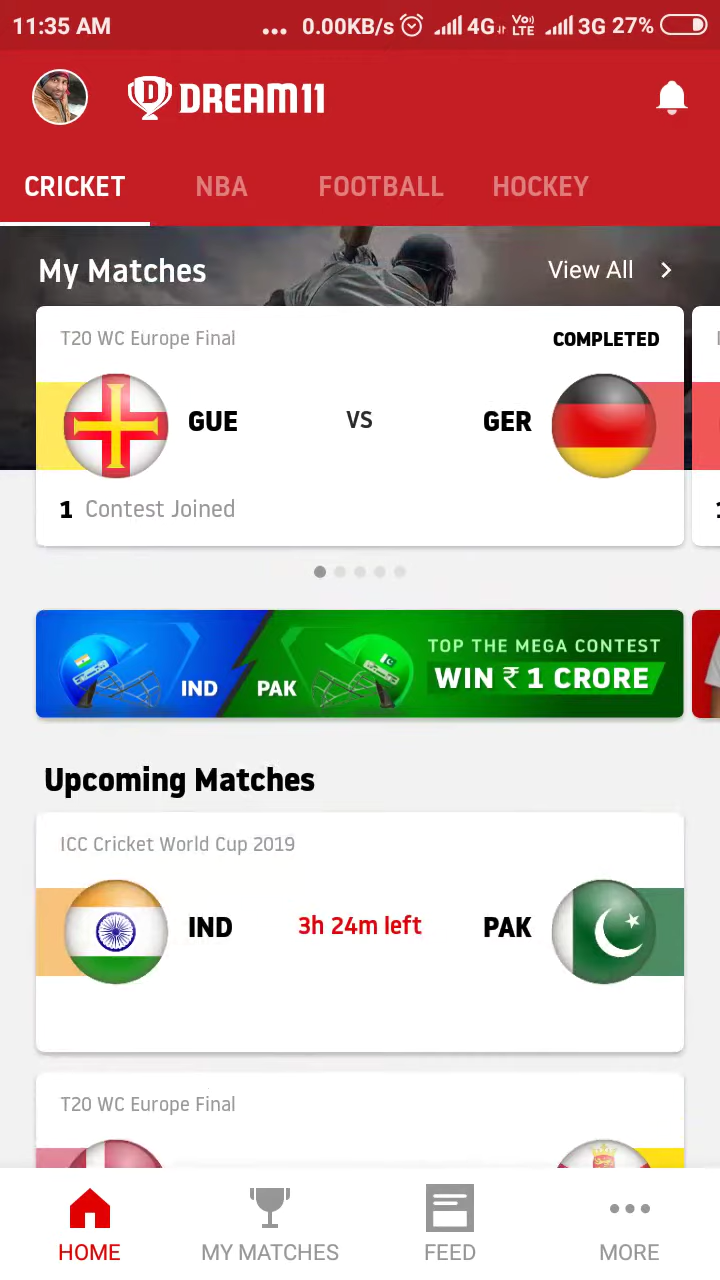 11:35 AM ... 0.00KB/s 4G VoLTE 3G 27%
DREAM11
CRICKET NBA FOOTBALL HOCKEY
My Matches View All >
T20 WC Europe Final COMPLETED
GUE VS GER
1 Contest Joined
IND PAK TOP THE MEGA CONTEST
WIN ₹ 1 CRORE
Upcoming Matches
ICC Cricket World Cup 2019
IND 3h 24m left PAK
T20 WC Europe Final
HOME MY MATCHES FEED MORE